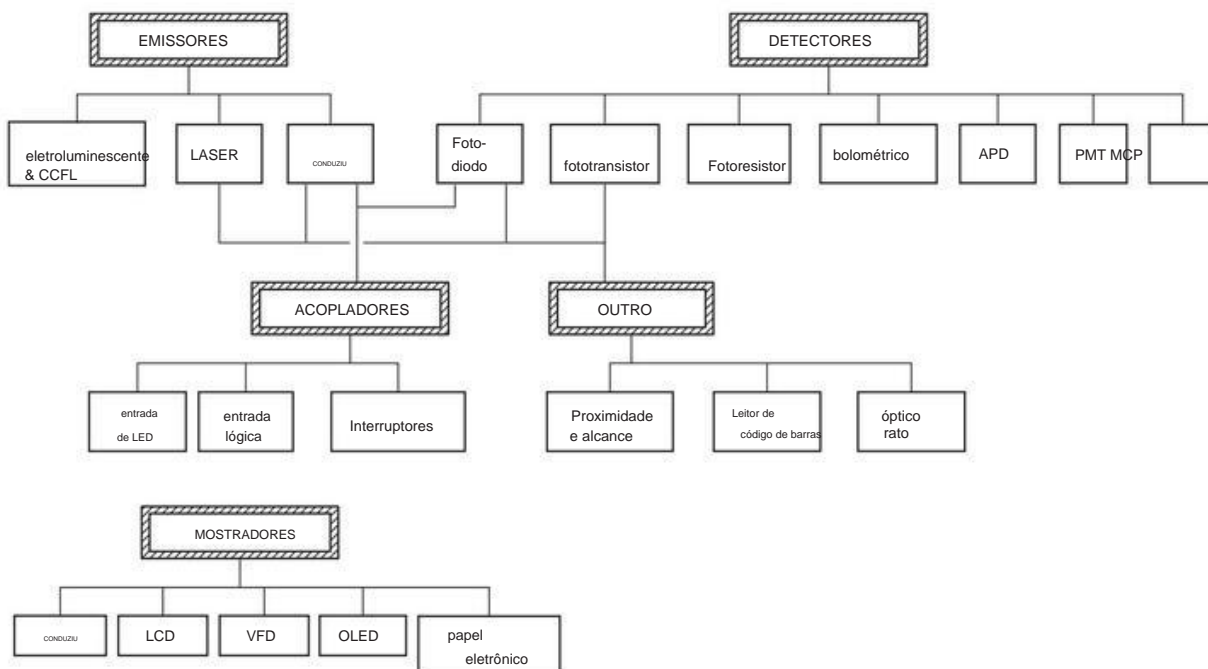 EMISSORES
DETECTORES
eletroluminescente
& CCFL
LASER
CONDUZIU
Foto-
diodo
fototransistor
Fotoresistor
bolométrico
APD
PMT MCP
ACOPLADORES
OUTRO
entrada
de LED
entrada
lógica
Interruptores
Proximidade
e alcance
Leitor de
código de barras
óptico
rato
MOSTRADORES
CONDUZIU
LCD
VFD
OLED
papel
eletrônico